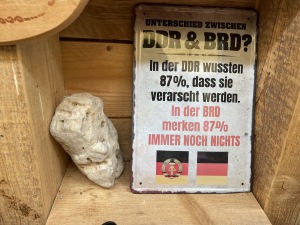 UNTERSCHIED ZWISCHEN
DDR & BRD?
In der DDR wussten
87%, dass sie
verarscht werden.
In der BRD
merken 87%
IMMER NOCH NICHTS